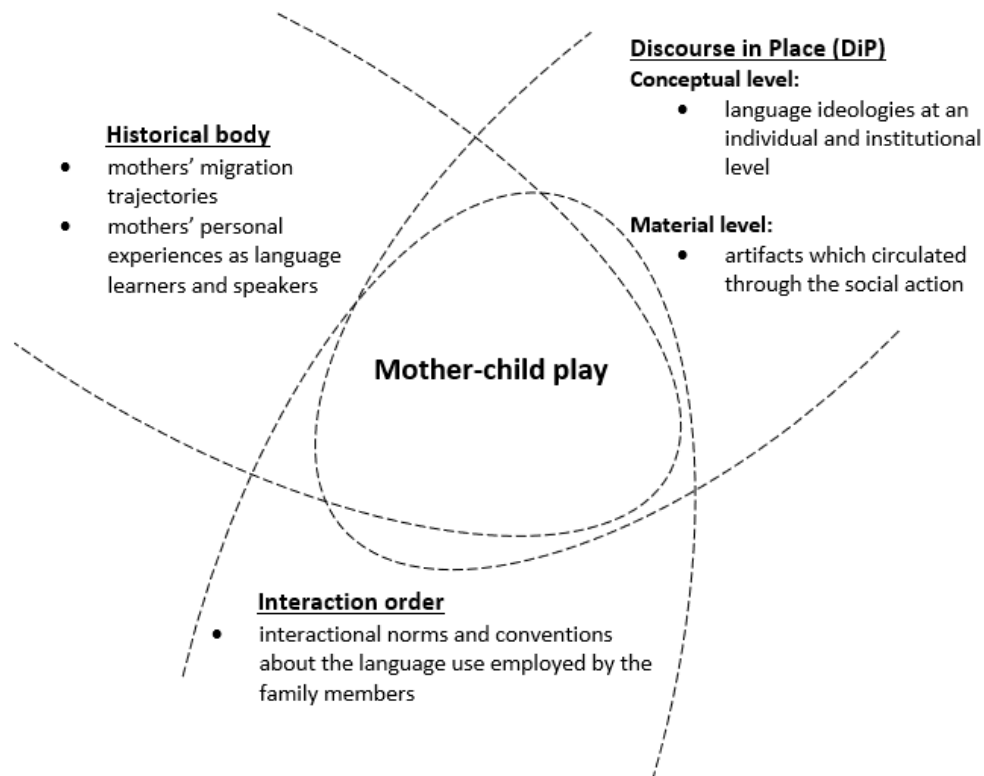 Discourse in Place (DiP)
Conceptual level:
• language ideologies at an
individual and institutional
level
Material level:
• artifacts which circulated
through the social action
Historical body
• mothers’ migration
trajectories
• mothers’ personal
experiences as language
learners and speakers
Mother-child play
Interaction order
• interactional norms and conventions
about the language use employed by the
family members